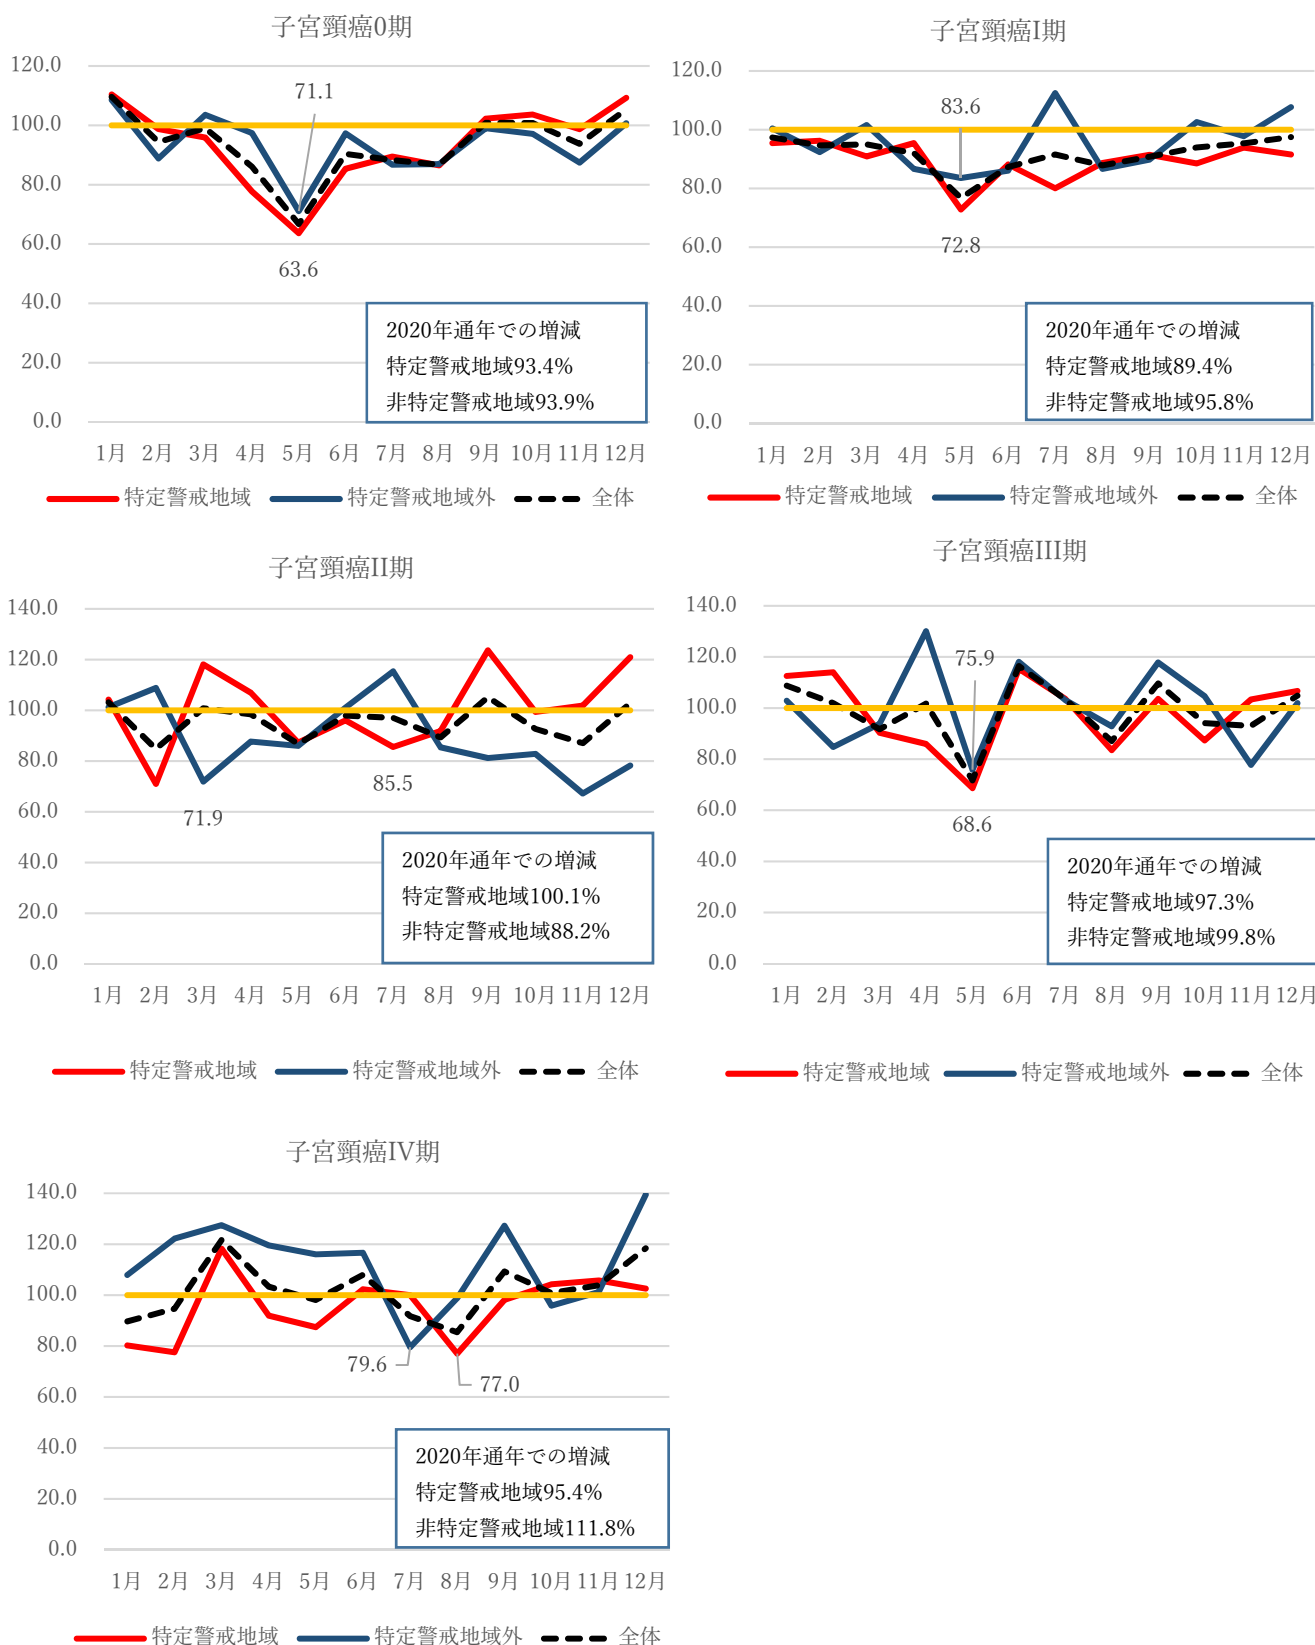 子宮頸癌0期
120.0
100.0
80.0
60.0
40.0
20.0
0.0
71.1
63.6
2020年通年での増減
特定警戒地域93.4%
非特定警戒地域93.9%
1月 2月 3月 4月 5月 6月 7月 8月 9月 10月 11月 12月
特定警戒地域 特定警戒地域外 全体
子宮頸癌I期
120.0
100.0
80.0
60.0
40.0
20.0
0.0
83.6
72.8
2020年通年での増減
特定警戒地域89.4%
非特定警戒地域95.8%
1月 2月 3月 4月 5月 6月 7月 8月 9月 10月 11月 12月
特定警戒地域 特定警戒地域外 全体
子宮頸癌II期
140.0
120.0
100.0
80.0
60.0
40.0
20.0
0.0
71.9
85.5
2020年通年での増減
特定警戒地域100.1%
非特定警戒地域88.2%
1月 2月 3月 4月 5月 6月 7月 8月 9月 10月 11月 12月
特定警戒地域 特定警戒地域外 全体
子宮頸癌III期
140.0
120.0
100.0
80.0
60.0
40.0
20.0
0.0
75.9
68.6
2020年通年での増減
特定警戒地域97.3%
非特定警戒地域99.8%
1月 2月 3月 4月 5月 6月 7月 8月 9月 10月 11月 12月
特定警戒地域 特定警戒地域外 全体
子宮頸癌IV期
140.0
120.0
100.0
80.0
60.0
40.0
20.0
0.0
79.6
77.0
2020年通年での増減
特定警戒地域95.4%
非特定警戒地域111.8%
1月 2月 3月 4月 5月 6月 7月 8月 9月 10月 11月 12月
特定警戒地域 特定警戒地域外 全体